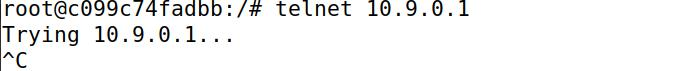 root@c099c74fadbb:/# telnet 10.9.0.1
Trying 10.9.0.1...
^C